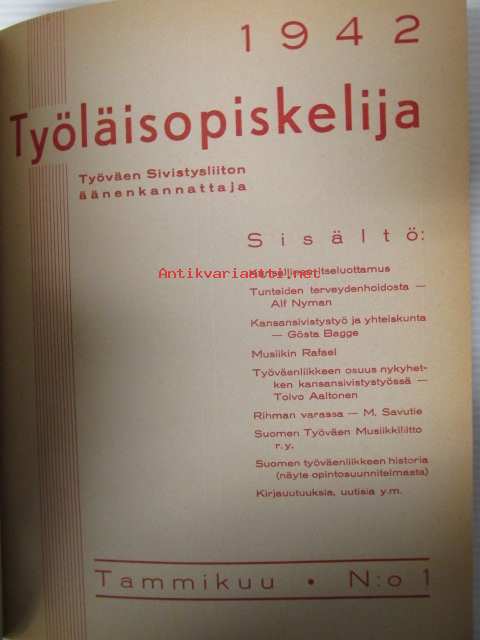 1942
Työläisopiskelija
Työväen Sivistysliiton
äänenkannattaja
Sisältö:
Antikvariaatti.net
itseluottamus
Tunteiden terveydenhoidosta —
Alf Nyman
Kansansivistystyö ja yhteiskunta
— Gösta Bagge
Musiikin Rafael
Työväenliikkeen osuus nykyhet-
ken kansansivistystyössä —
Toivo Aaltonen
Rihman varassa — M. Savutie
Suomen Työväen Musiikkiliitto
r.y.
Suomen työväenliikkeen historia
(näyte opintosuunnitelmasta)
Kirjauutuuksia, uutisia y.m.
Tammikuu • N:o 1